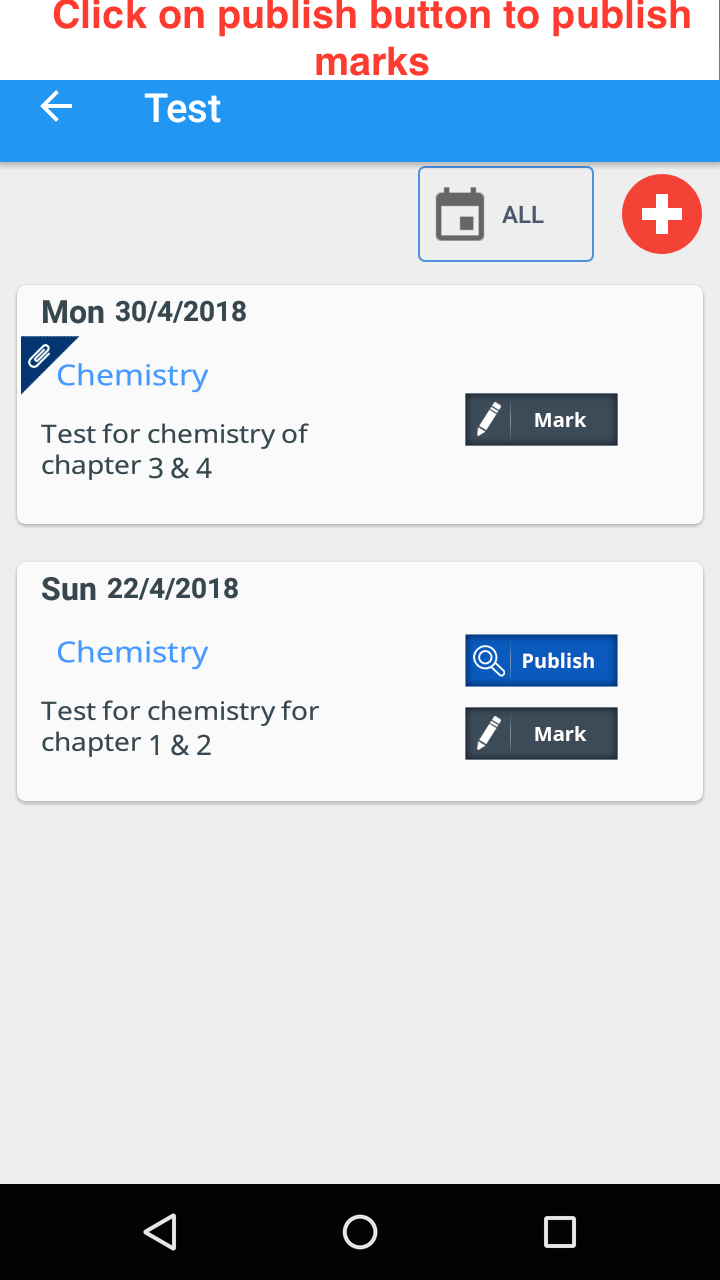 Click on publish button to publish
marks
Test
ALL
Mon 30/4/2018
Chemistry
Test for chemistry of
chapter 3 & 4
Mark
Sun 22/4/2018
Chemistry
Publish
Test for chemistry for
chapter 1 & 2
Mark